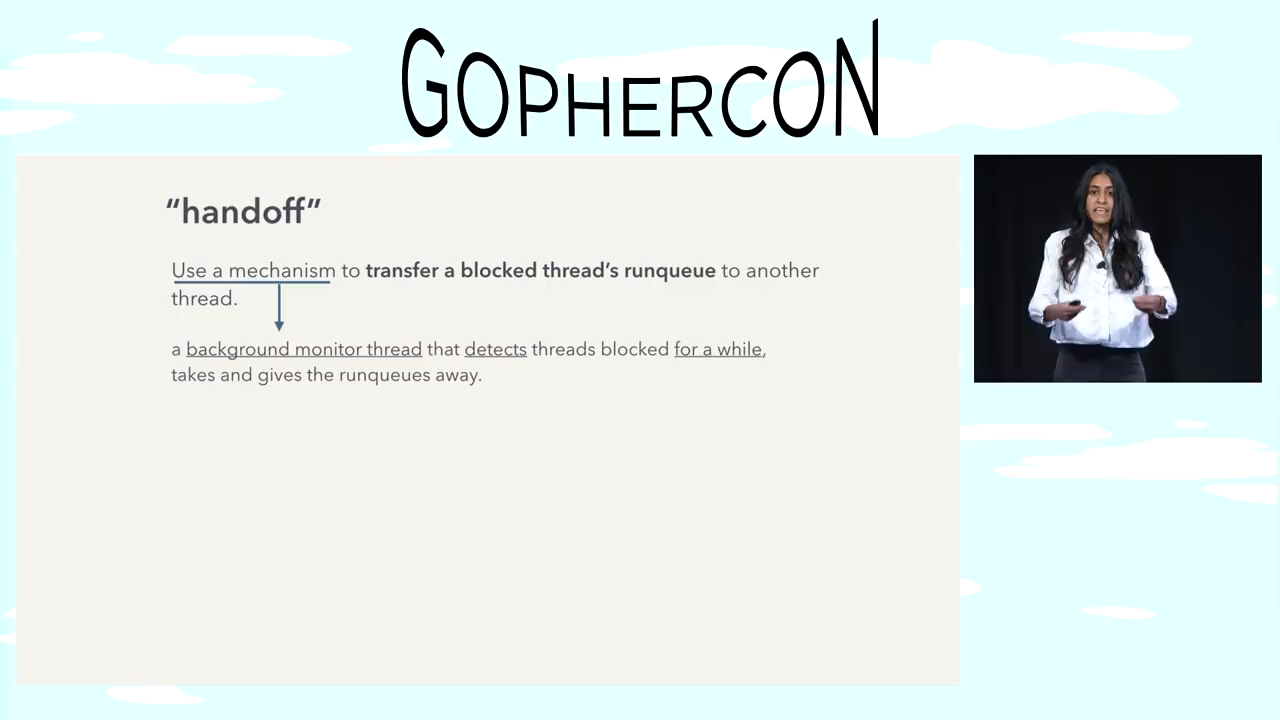 GOPHERCON
“handoff”
Use a mechanism to transfer a blocked thread’s runqueue to another
thread.
a background monitor thread that detects threads blocked for a while,
takes and gives the runqueues away.